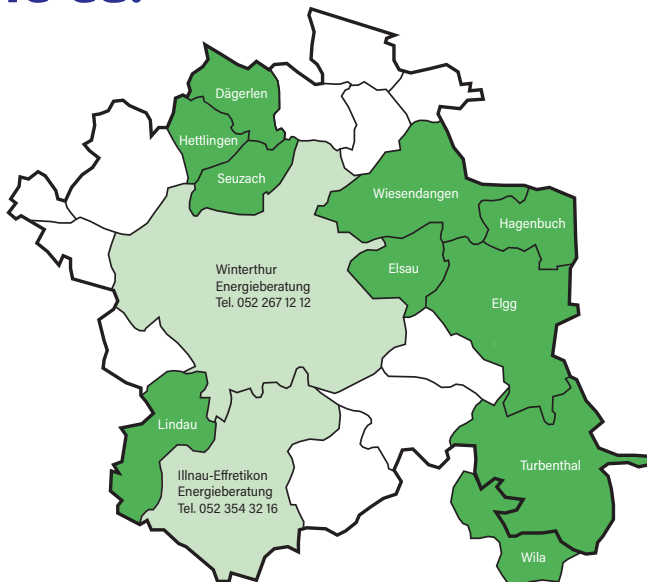 Dägerlen
Hettlingen
Seuzach
Wiesendangen
Hagenbuch
Elsau
Elgg
Winterthur
Energieberatung
Tel. 052 267 12 12
Lindau
Illnau-Effretikon
Energieberatung
Tel. 052 354 32 16
Turbenthal
Wila